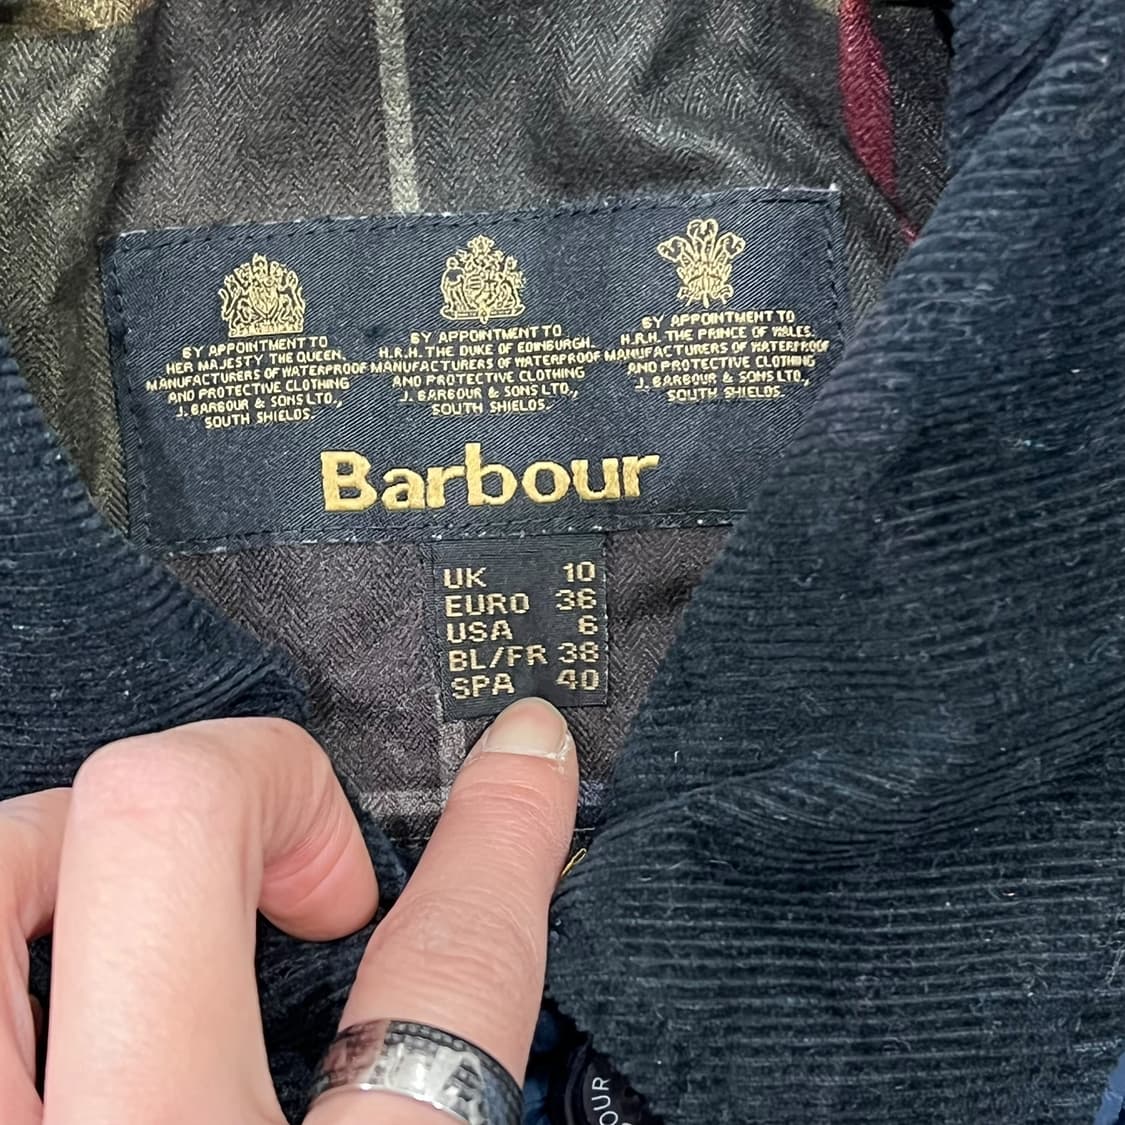 BY APPOINTMENT TO
HER MAJESTY THE QUEEN,
MANUFACTURERS OF WATERPROOF
AND PROTECTIVE CLOTHING
J. BARBOUR & SONS LTD.,
SOUTH SHIELDS.
BY APPOINTMENT TO
H.R.H. THE DUKE OF EDINBURGH,
MANUFACTURERS OF WATERPROOF
AND PROTECTIVE CLOTHING
J. BARBOUR & SONS LTD.,
SOUTH SHIELDS.
BY APPOINTMENT TO
H.R.H. THE PRINCE OF WALES,
MANUFACTURERS OF WATERPROOF
AND PROTECTIVE CLOTHING
J. BARBOUR & SONS LTD.,
SOUTH SHIELDS.
Barbour
UK 10
EURO 36
USA 6
BL/FR 38
SPA 40
OUR